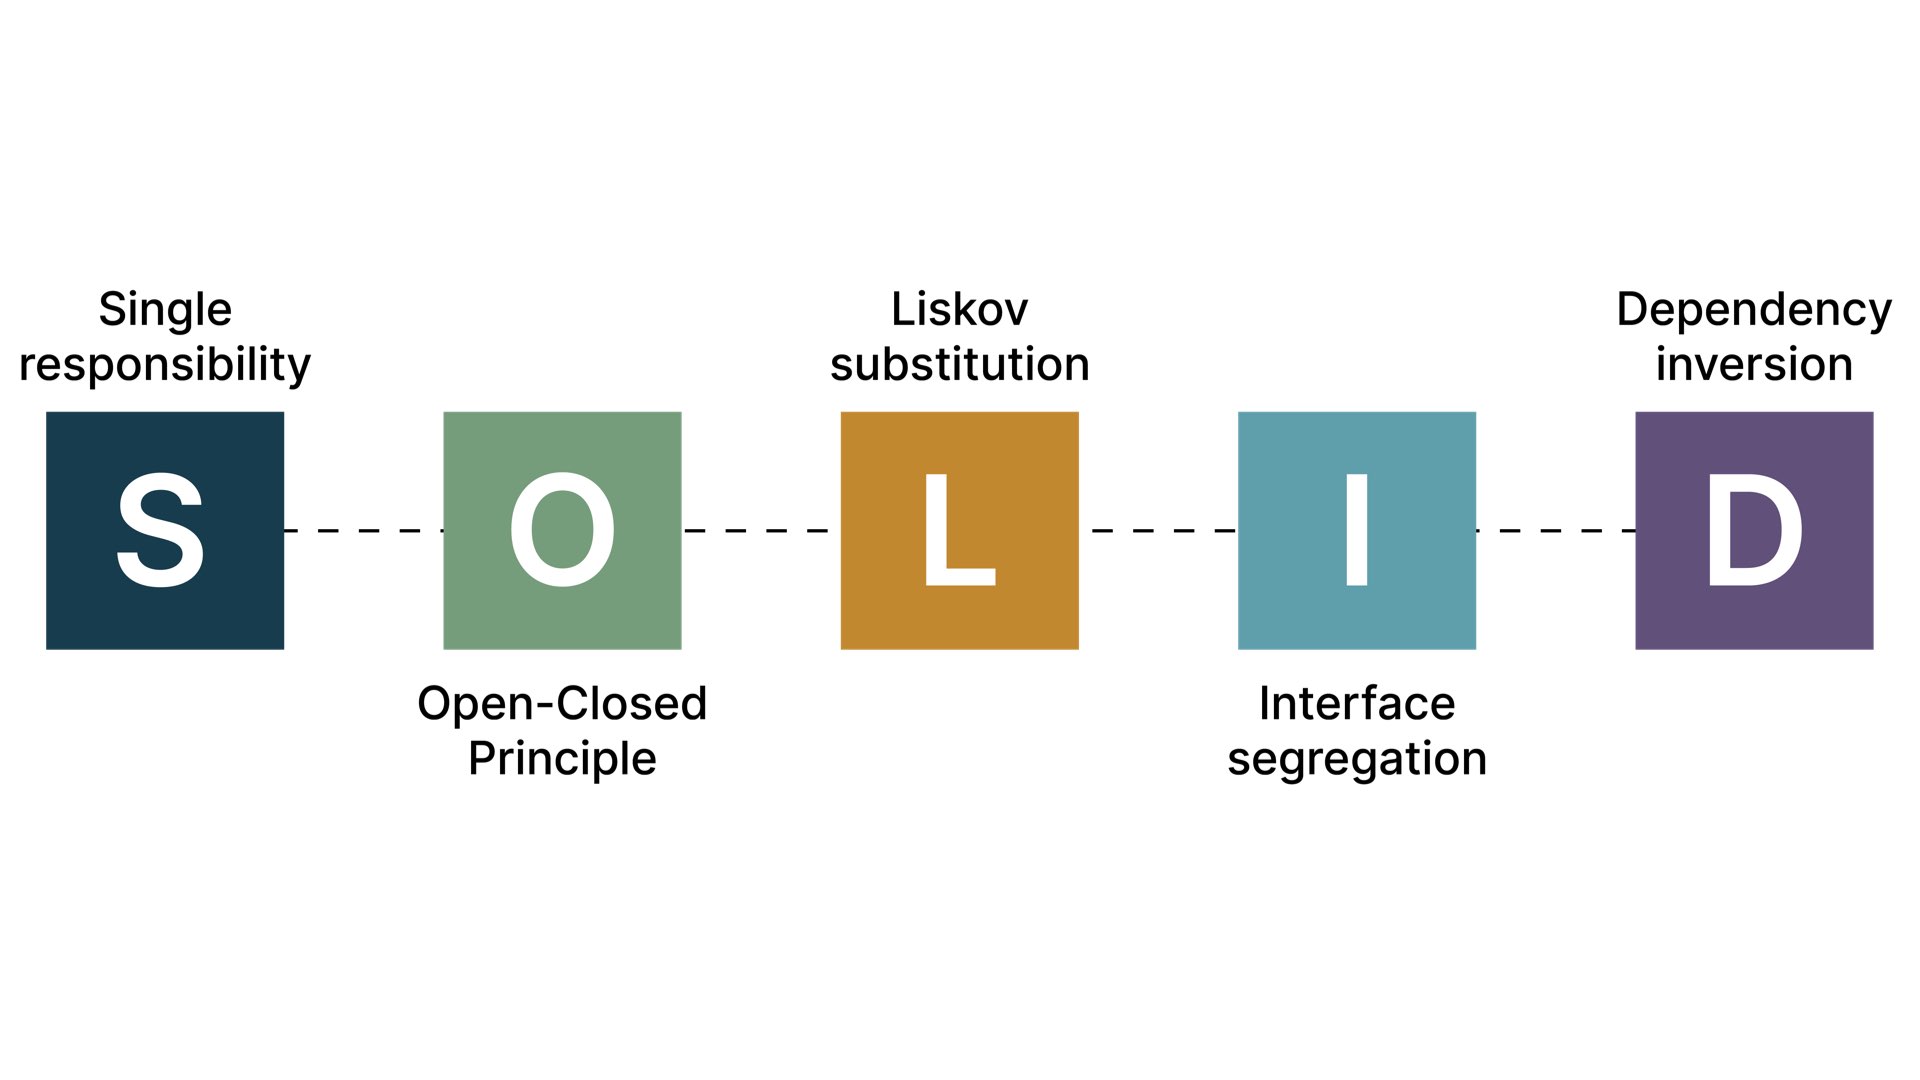 Single
responsibility
S
O
Open-Closed
Principle
Liskov
substitution
L
I
Interface
segregation
Dependency
inversion
D